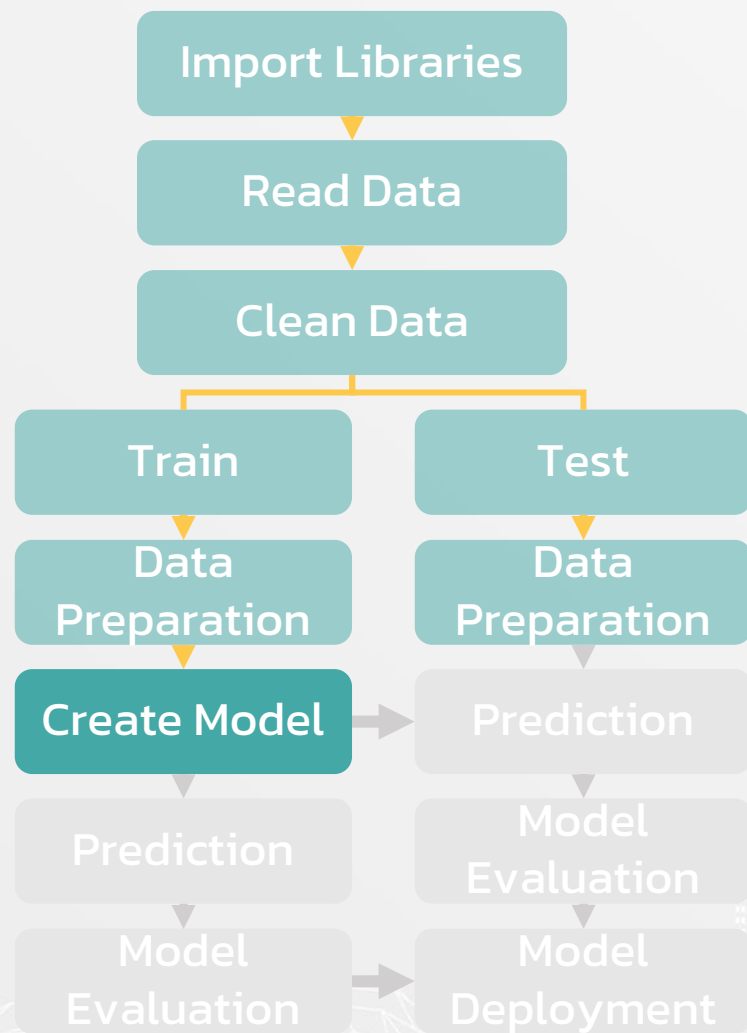 Import Libraries
Read Data
Clean Data
Train
Test
Data
Preparation
Data
Preparation
Create Model
Prediction
Prediction
Model
Evaluation
Model
Evaluation
Model
Deployment